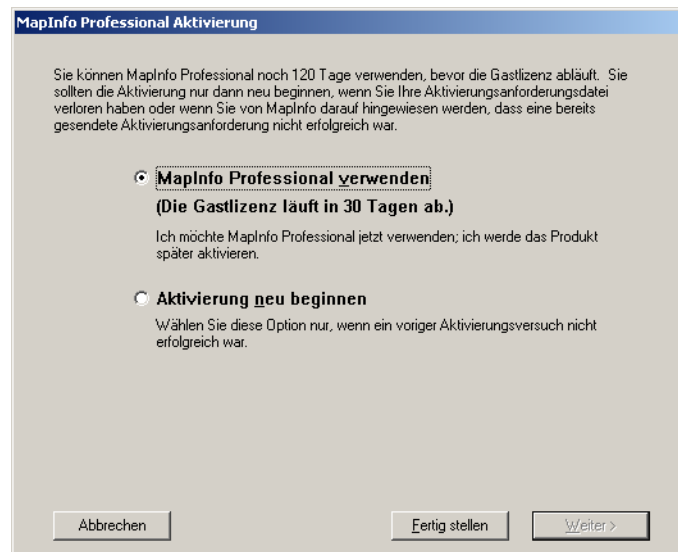 MapInfo Professional Aktivierung
Sie können MapInfo Professional noch 120 Tage verwenden, bevor die Gastlizenz abläuft. Sie
sollten die Aktivierung nur dann neu beginnen, wenn Sie Ihre Aktivierungsanforderungsdatei
verloren haben oder wenn Sie von MapInfo darauf hingewiesen werden, dass eine bereits
gesendete Aktivierungsanforderung nicht erfolgreich war.
MapInfo Professional verwenden
(Die Gastlizenz läuft in 30 Tagen ab.)
Ich möchte MapInfo Professional jetzt verwenden; ich werde das Produkt
später aktivieren.
Aktivierung neu beginnen
Wählen Sie diese Option nur, wenn ein voriger Aktivierungsversuch nicht
erfolgreich war.
Abbrechen
Fertig stellen
Weiter >